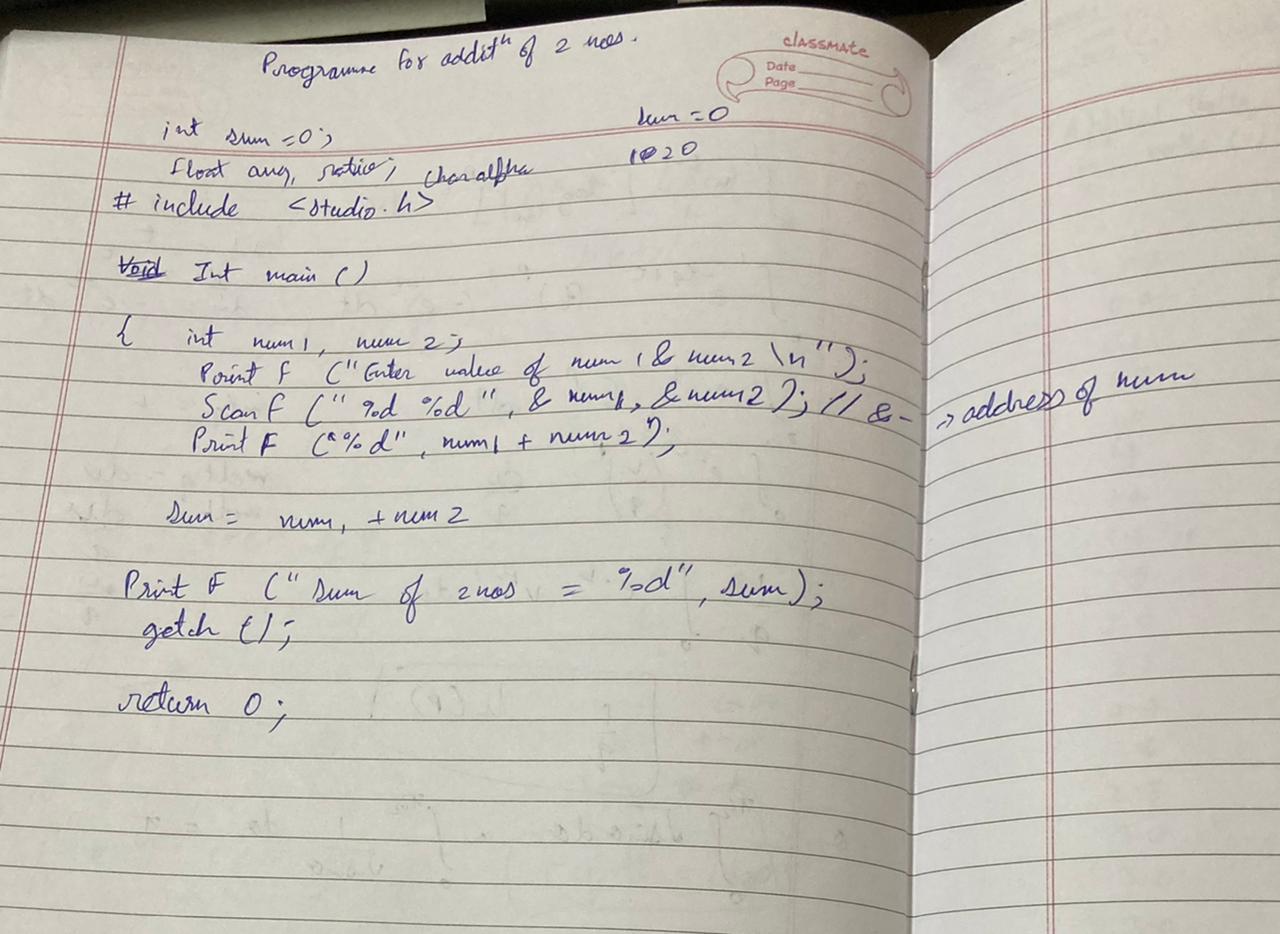 Programme for addit^n of 2 nos.
classmate
Date
Page
sum = 0
10 20
int sum = 0;
float avg, ratio; char alpha
# include <studio.h>
Void Int main ()
{ int num1, num 2;
Print f ("Enter value of num 1 & num 2 \n");
Scanf ("%d %d", & num1, & num2); // & - -> address of num
Print F ("%d", num1 + num 2");
sum = num1 + num 2
Print F ("Sum of 2 nos = %d", sum);
getch ();
return 0;